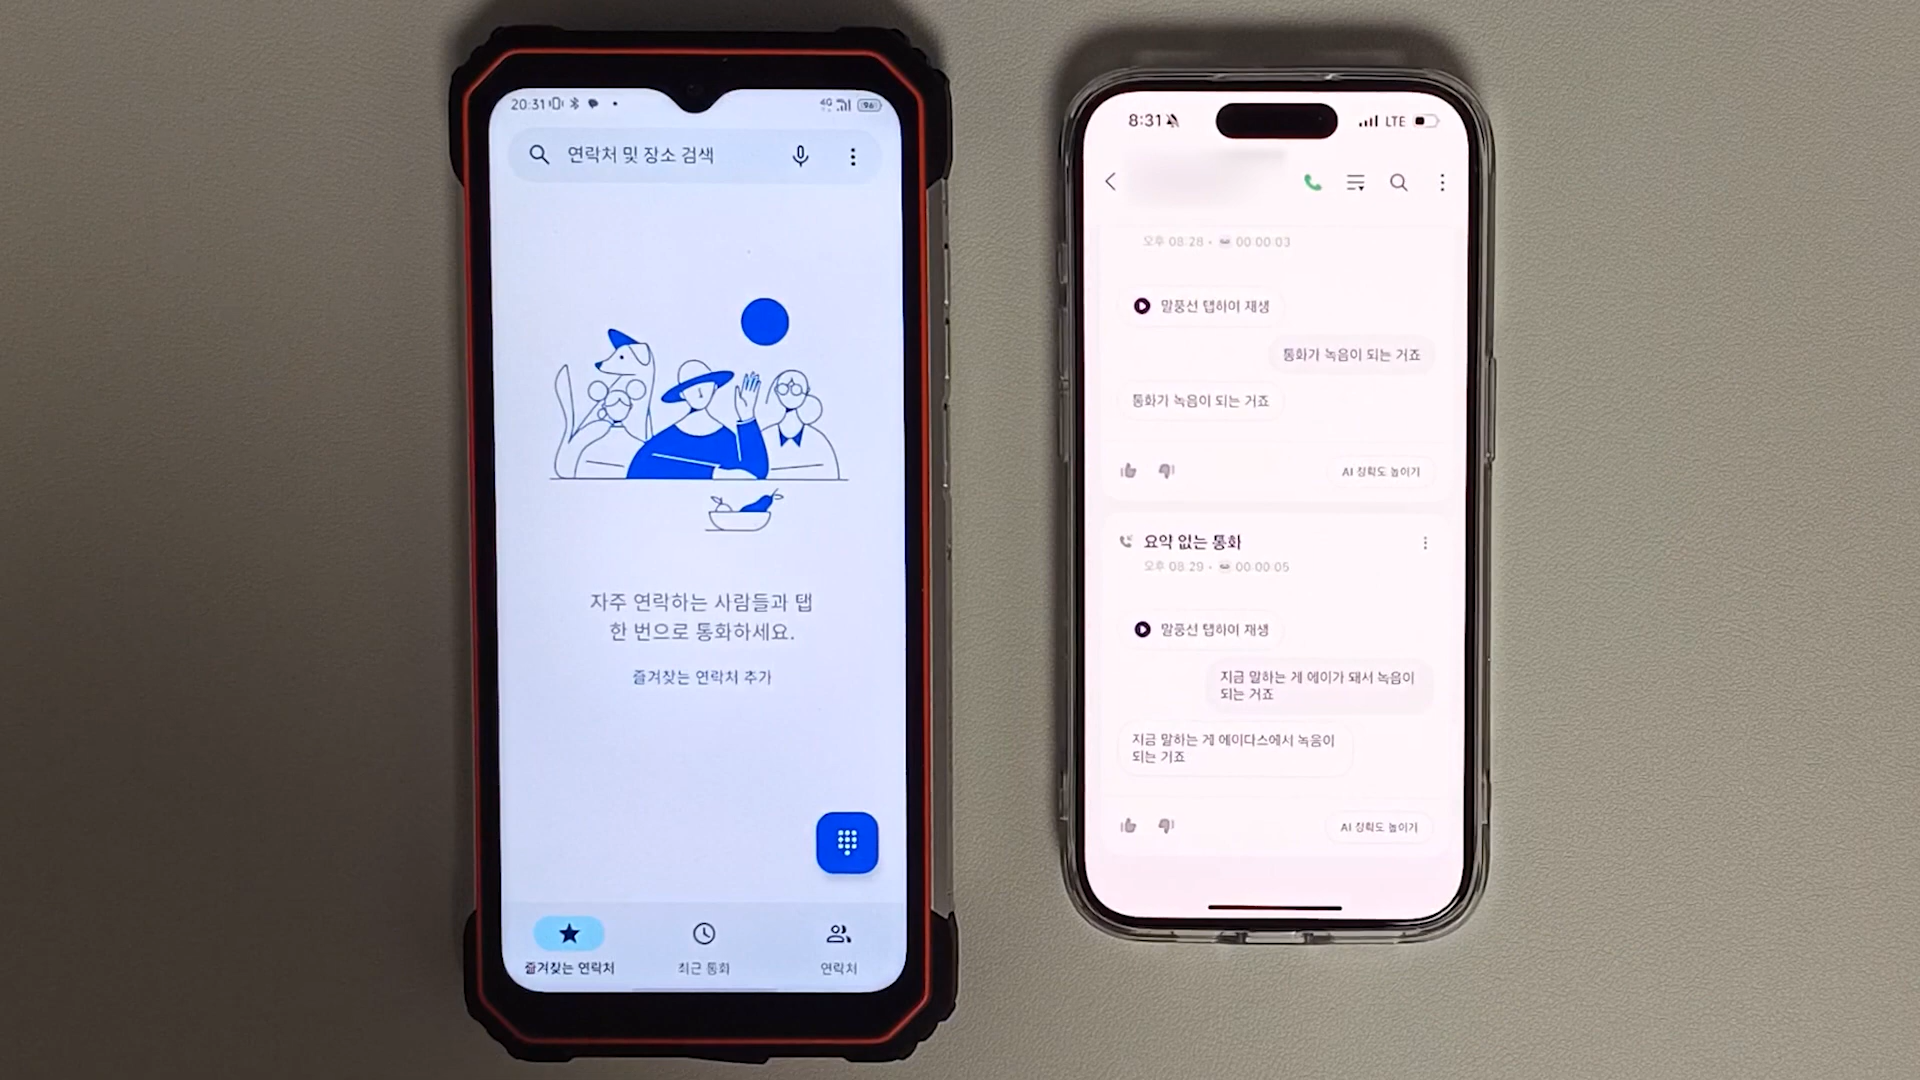 20:31
4G
96
연락처 및 장소 검색
자주 연락하는 사람들과 탭
한 번으로 통화하세요.
즐겨찾는 연락처 추가
즐겨찾는 연락처
최근 통화
연락처
8:31
LTE
오후 08:28 • 00:00:03
말풍선 탭하여 재생
통화가 녹음이 되는 거죠
통화가 녹음이 되는 거죠
AI 정확도 높이기
요약 없는 통화
오후 08:29 • 00:00:05
말풍선 탭하여 재생
지금 말하는 게 에이가 돼서 녹음이
되는 거죠
지금 말하는 게 에이다스에서 녹음이
되는 거죠
AI 정확도 높이기